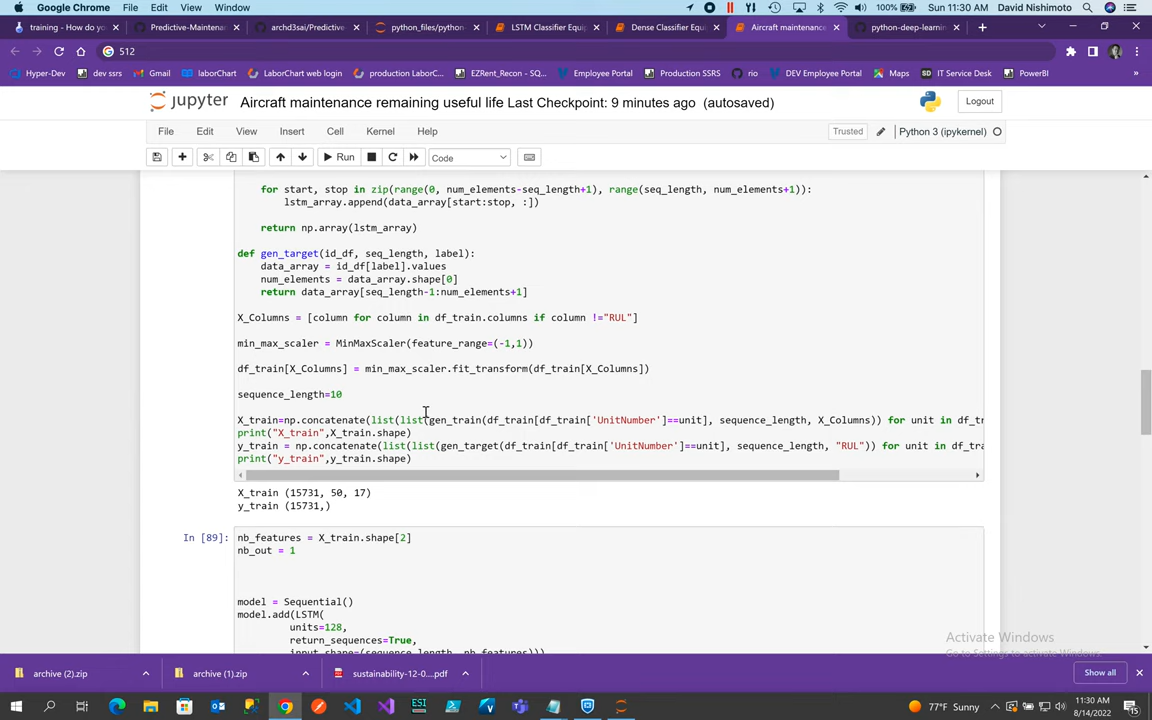 Google Chrome File Edit View Window 100% Sun 11:30 AM David Nishimoto
training - How do yo Predictive-Maintena archd3sai/Predictive- python_files/python LSTM Classifier Equi Dense Classifier Equ Aircraft maintenance python-deep-learnin
512
Hyper-Dev dev ssrs Gmail laborChart LaborChart web login production LaborC... EZRent_Recon - SQ... Employee Portal Production SSRS rio DEV Employee Portal Maps SD IT Service Desk PowerBI »
jupyter Aircraft maintenance remaining useful life Last Checkpoint: 9 minutes ago (autosaved) Logout
File Edit View Insert Cell Kernel Help Trusted Python 3 (ipykernel)
Run Code
for start, stop in zip(range(0, num_elements-seq_length+1), range(seq_length, num_elements+1)):
lstm_array.append(data_array[start:stop, :])
return np.array(lstm_array)
def gen_target(id_df, seq_length, label):
data_array = id_df[label].values
num_elements = data_array.shape[0]
return data_array[seq_length-1:num_elements+1]
X_Columns = [column for column in df_train.columns if column !="RUL"]
min_max_scaler = MinMaxScaler(feature_range=(-1,1))
df_train[X_Columns] = min_max_scaler.fit_transform(df_train[X_Columns])
sequence_length=10
X_train=np.concatenate(list(list(gen_train(df_train[df_train['UnitNumber']==unit], sequence_length, X_Columns)) for unit in df_t
print("X_train",X_train.shape)
y_train = np.concatenate(list(list(gen_target(df_train[df_train['UnitNumber']==unit], sequence_length, "RUL")) for unit in df_tr
print("y_train",y_train.shape)
X_train (15731, 50, 17)
y_train (15731,)
In [89]: nb_features = X_train.shape[2]
nb_out = 1
model = Sequential()
model.add(LSTM(
units=128,
return_sequences=True,
input_shape=(sequence_length, nb_features)))
Activate Windows
Go to Settings to activate Windows.
archive (2).zip archive (1).zip sustainability-12-0....pdf Show all
77°F Sunny 11:30 AM
8/14/2022 15